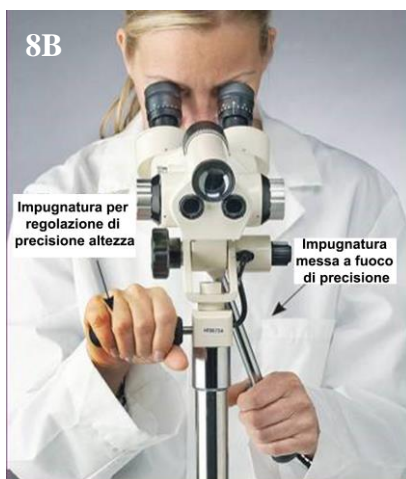 8B
Impugnatura per
regolazione di
precisione altezza
Impugnatura
messa a fuoco
di precisione